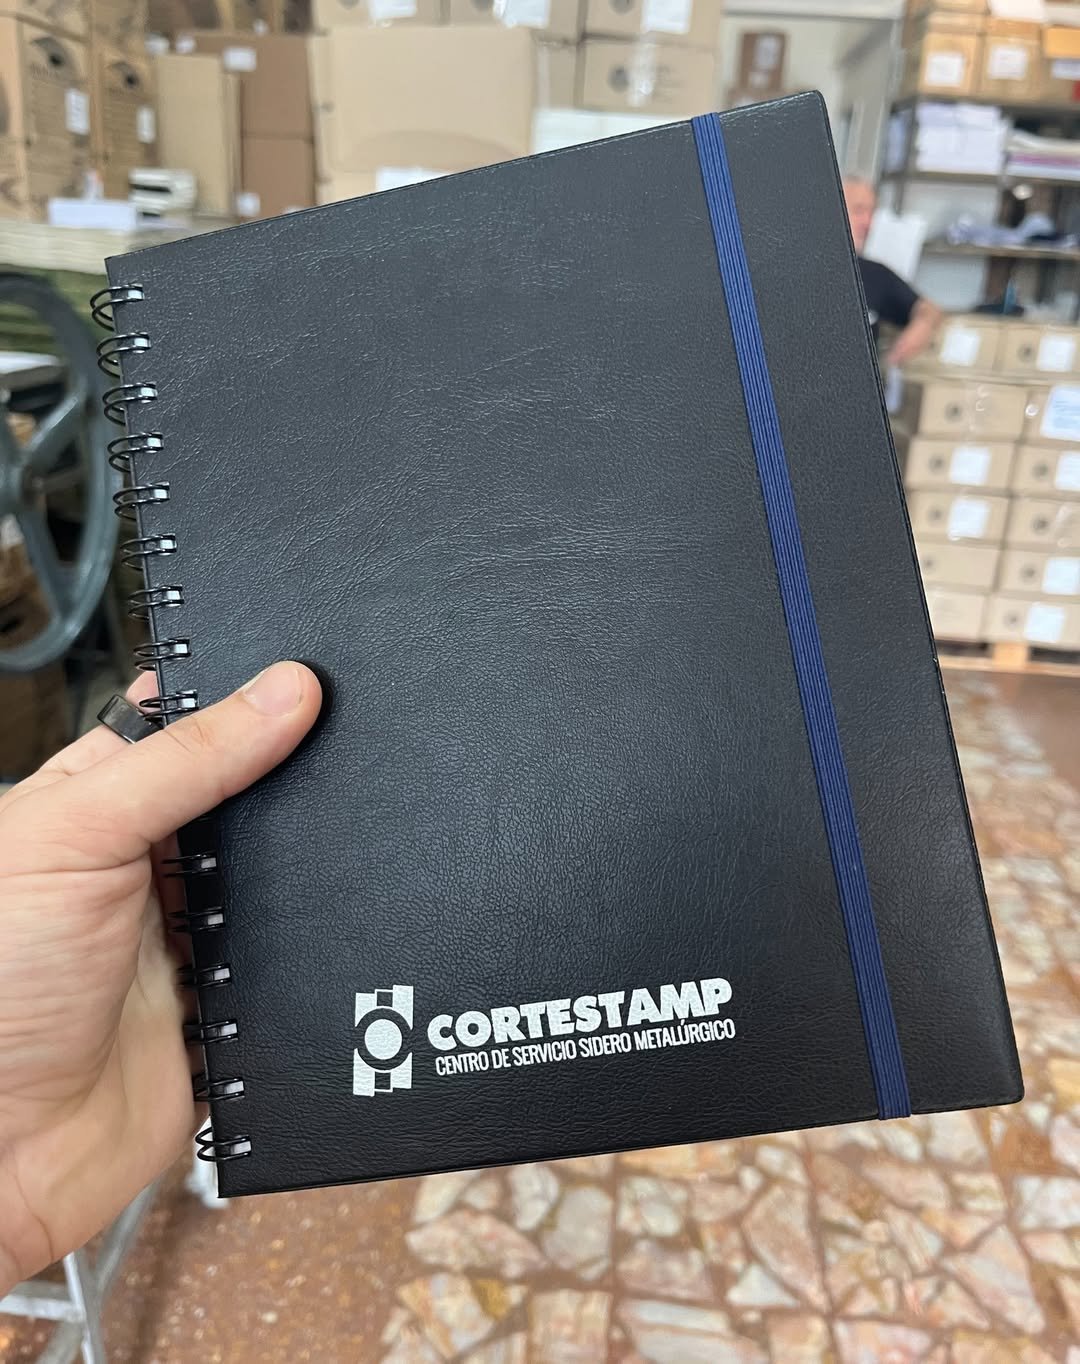 CORTESTAMP
CENTRO DE SERVICIO SIDERO METALÚRGICO